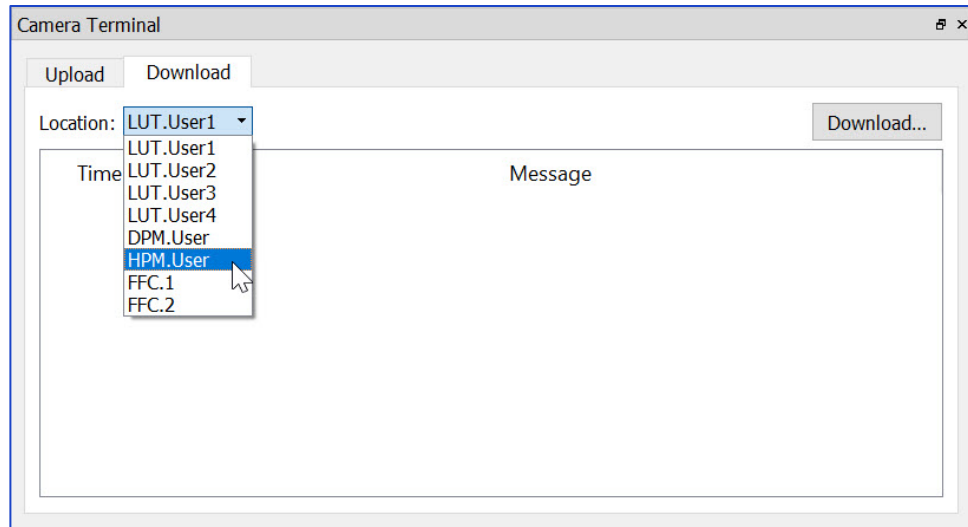 Camera Terminal
Upload Download
Location: LUT.User1 Download...
Time Message
LUT.User1
LUT.User2
LUT.User3
LUT.User4
DPM.User
HPM.User
FFC.1
FFC.2